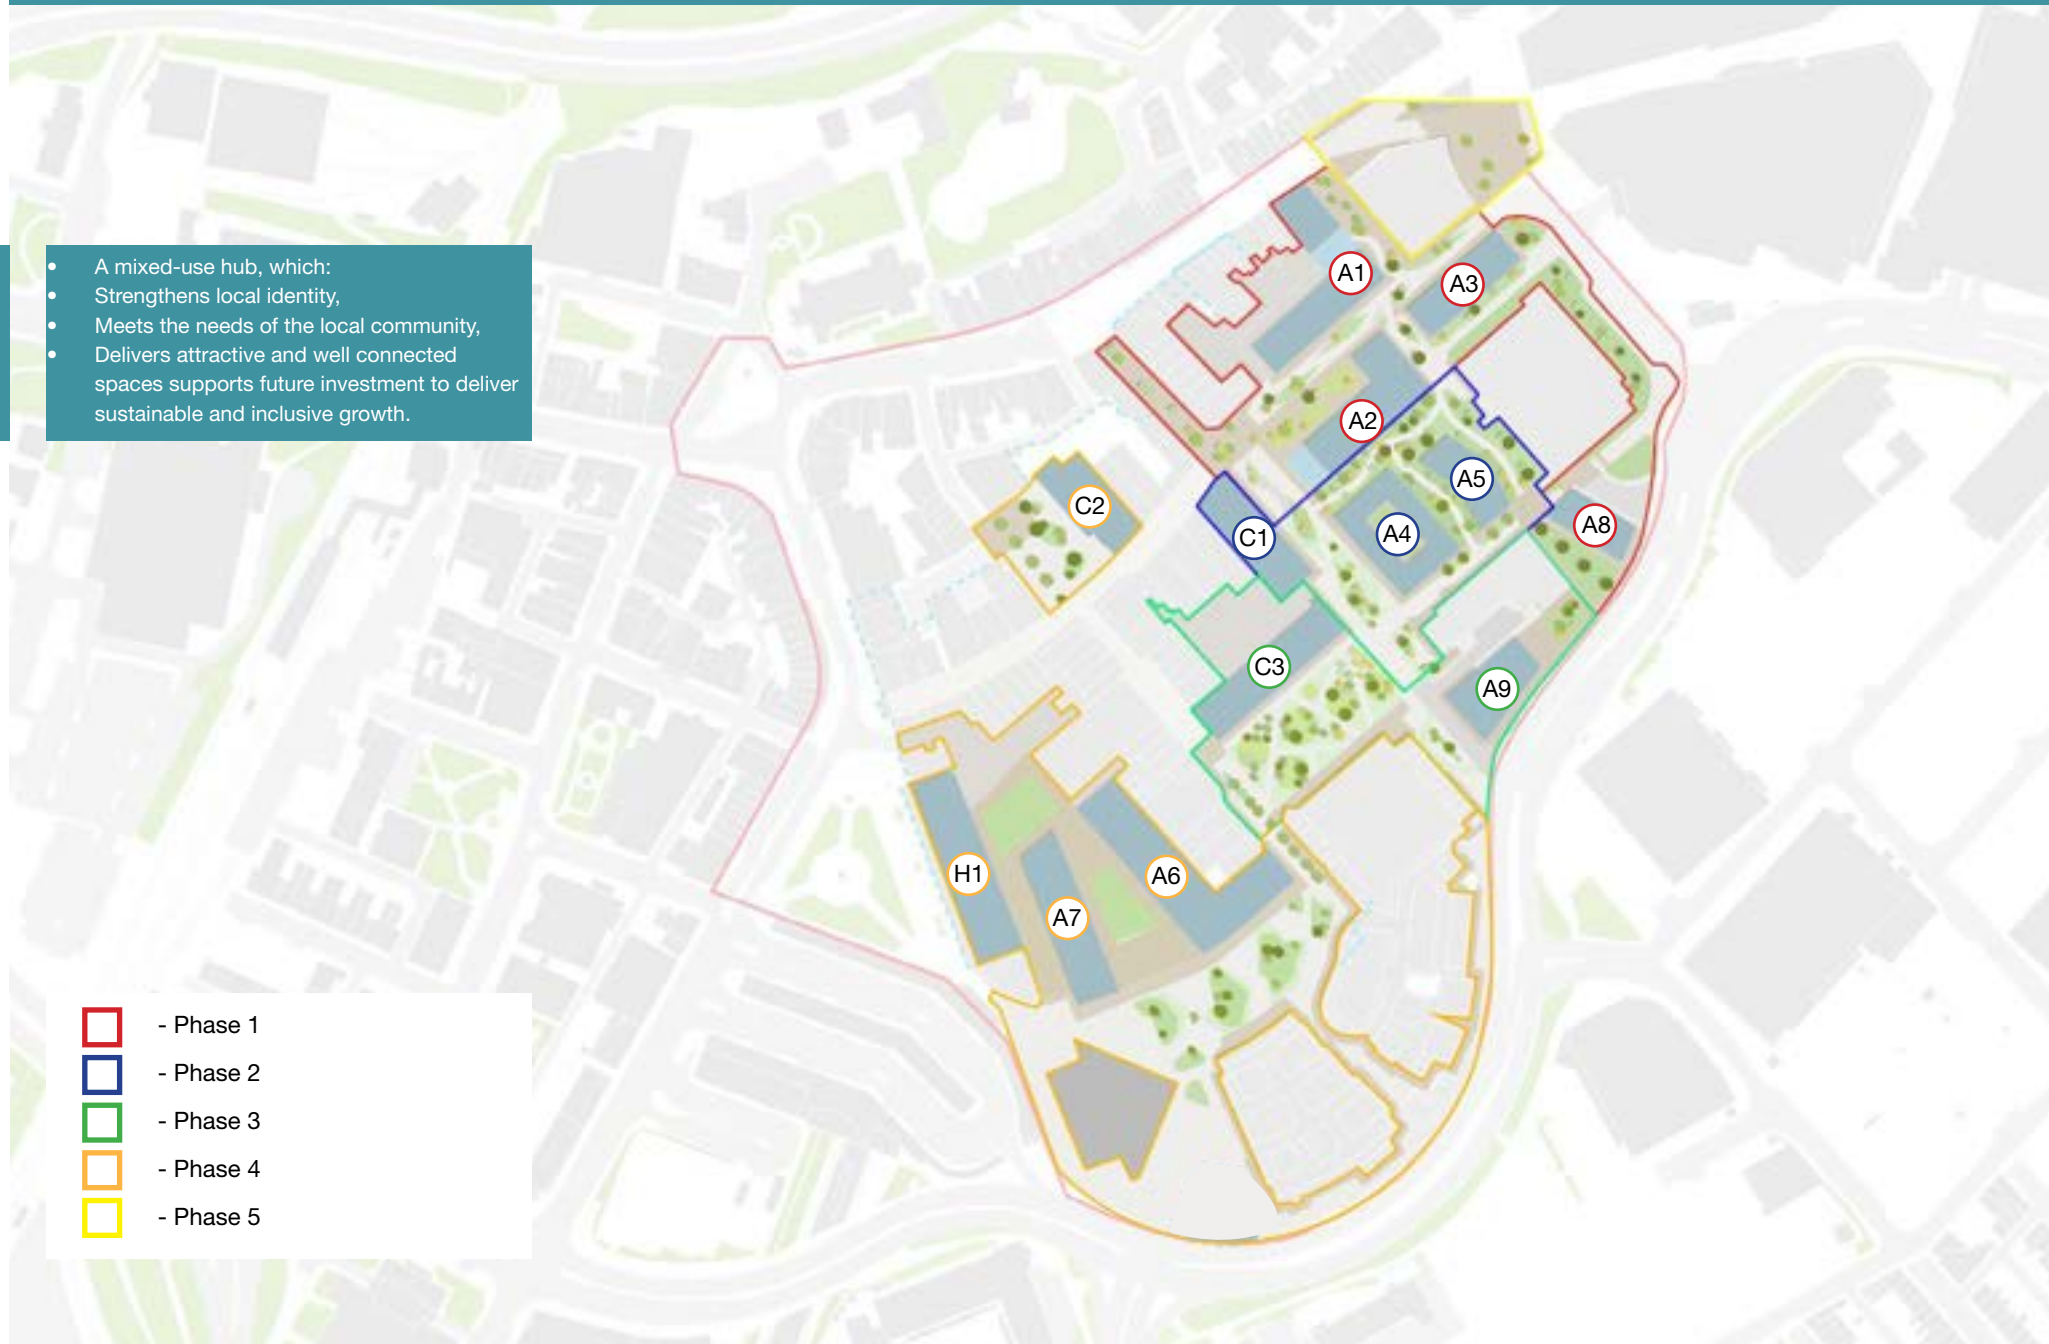 • A mixed-use hub, which:
• Strengthens local identity,
• Meets the needs of the local community,
• Delivers attractive and well connected
spaces supports future investment to deliver
sustainable and inclusive growth.
A1
A3
A2
A5
C2
A8
A4
C1
C3
A9
H1
A6
A7
- Phase 1
- Phase 2
- Phase 3
- Phase 4
- Phase 5